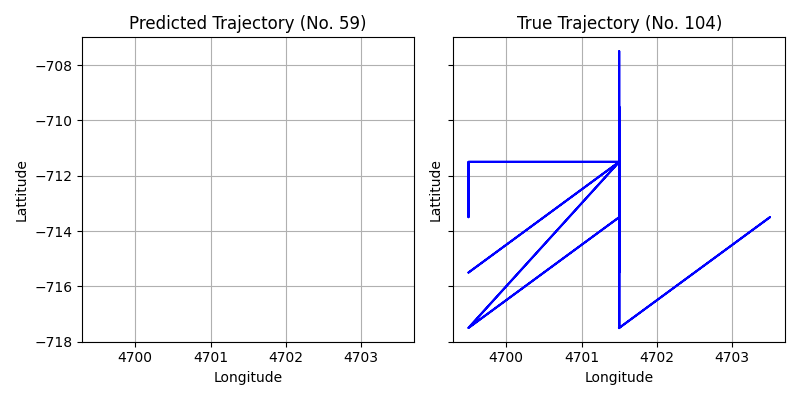 Predicted Trajectory (No. 59)
True Trajectory (No. 104)
−708
−710
−712
−714
−716
−718
Lattitude
Lattitude
4700
4701
4702
4703
4700
4701
4702
4703
Longitude
Longitude